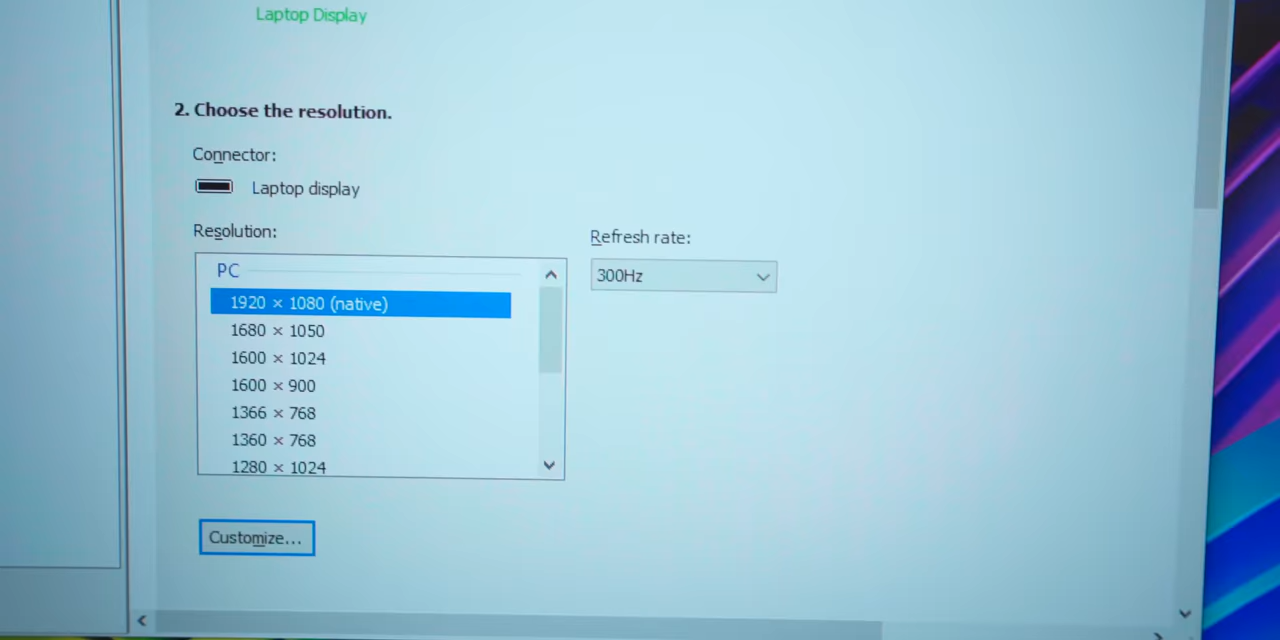 Laptop Display
2. Choose the resolution.
Connector:
Laptop display
Resolution:
Refresh rate:
PC
300Hz
1920 × 1080 (native)
1680 × 1050
1600 × 1024
1600 × 900
1366 × 768
1360 × 768
1280 × 1024
Customize...